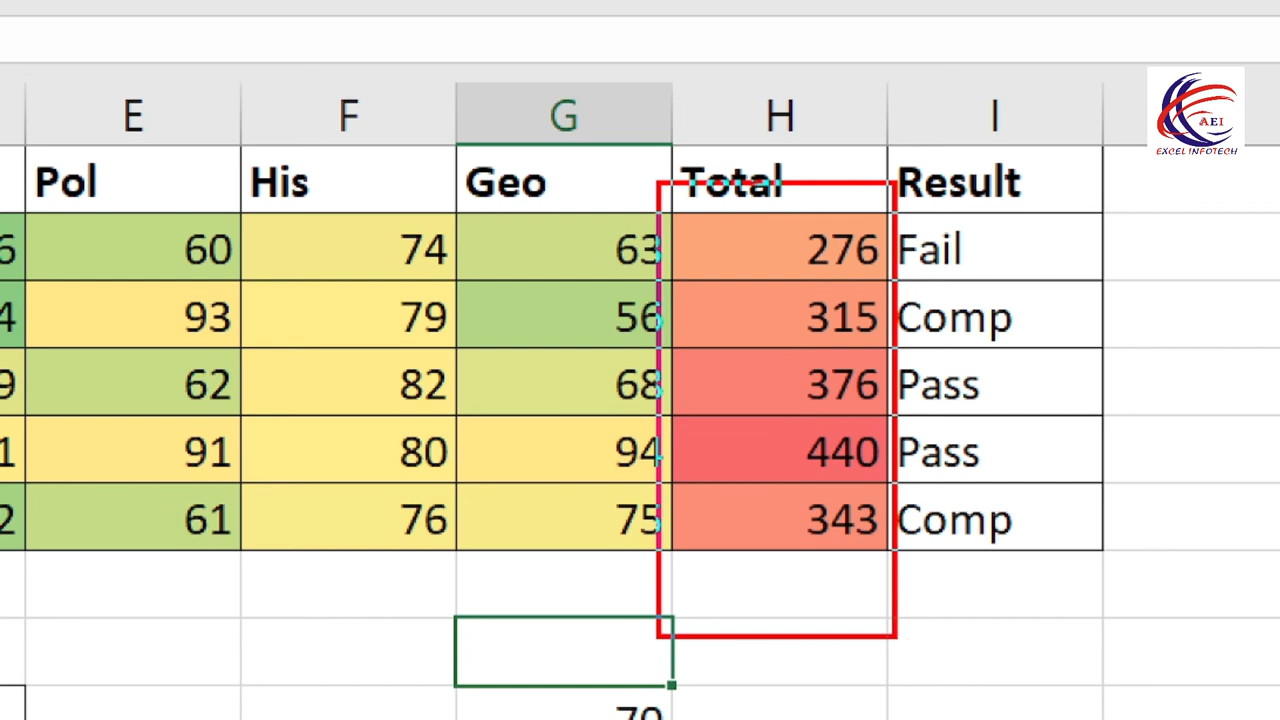 E F G H I
AEI
EXCEL INFOTECH
Pol His Geo Total Result
6 60 74 63 276 Fail
4 93 79 56 315 Comp
9 62 82 68 376 Pass
1 91 80 94 440 Pass
2 61 76 75 343 Comp
70